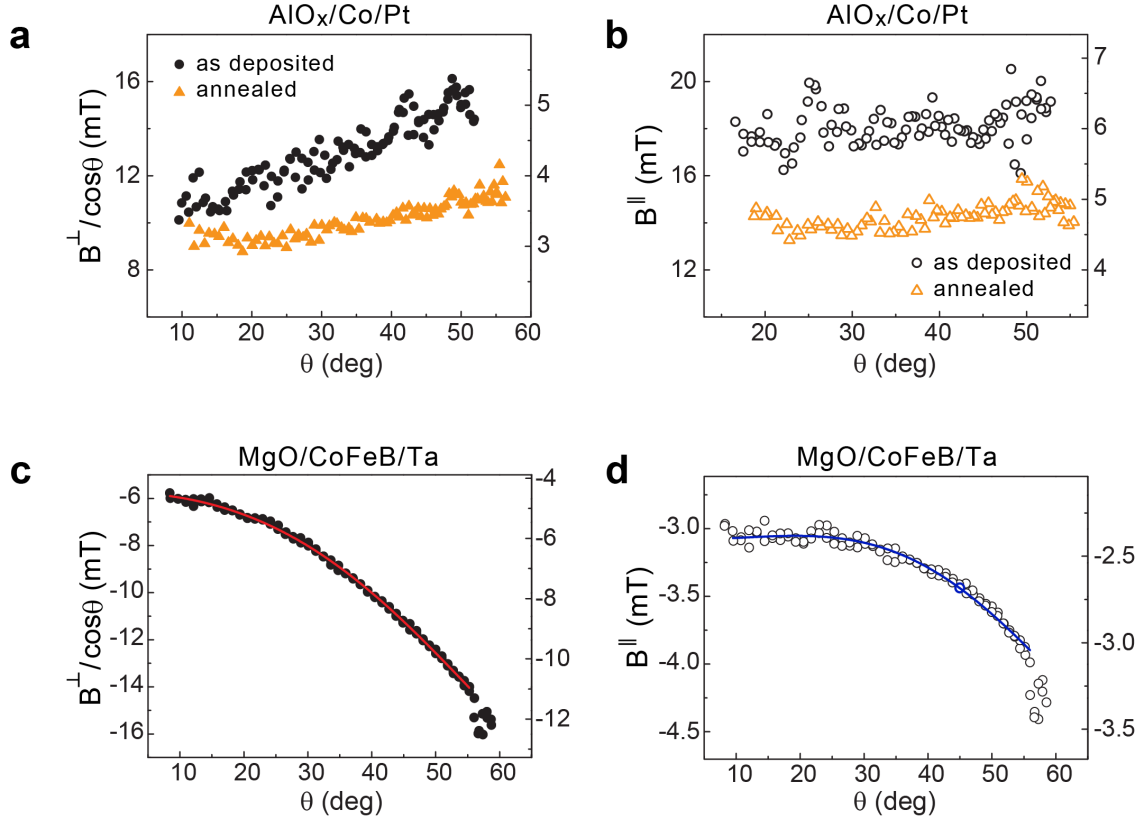 a
AlOx/Co/Pt
as deposited
annealed
16
12
8
5
4
3
B⊥/cosθ (mT)
10 20 30 40 50
θ (deg)
b
AlOx/Co/Pt
20
16
12
7
6
5
4
B|| (mT)
as deposited
annealed
20 30 40 50
θ (deg)
c
MgO/CoFeB/Ta
-6
-8
-10
-12
-14
-16
-4
-6
-8
-10
-12
B⊥/cosθ (mT)
10 20 30 40 50 60
θ (deg)
d
MgO/CoFeB/Ta
-3.0
-3.5
-4.0
-4.5
-2.5
-3.0
-3.5
B|| (mT)
10 20 30 40 50 60
θ (deg)